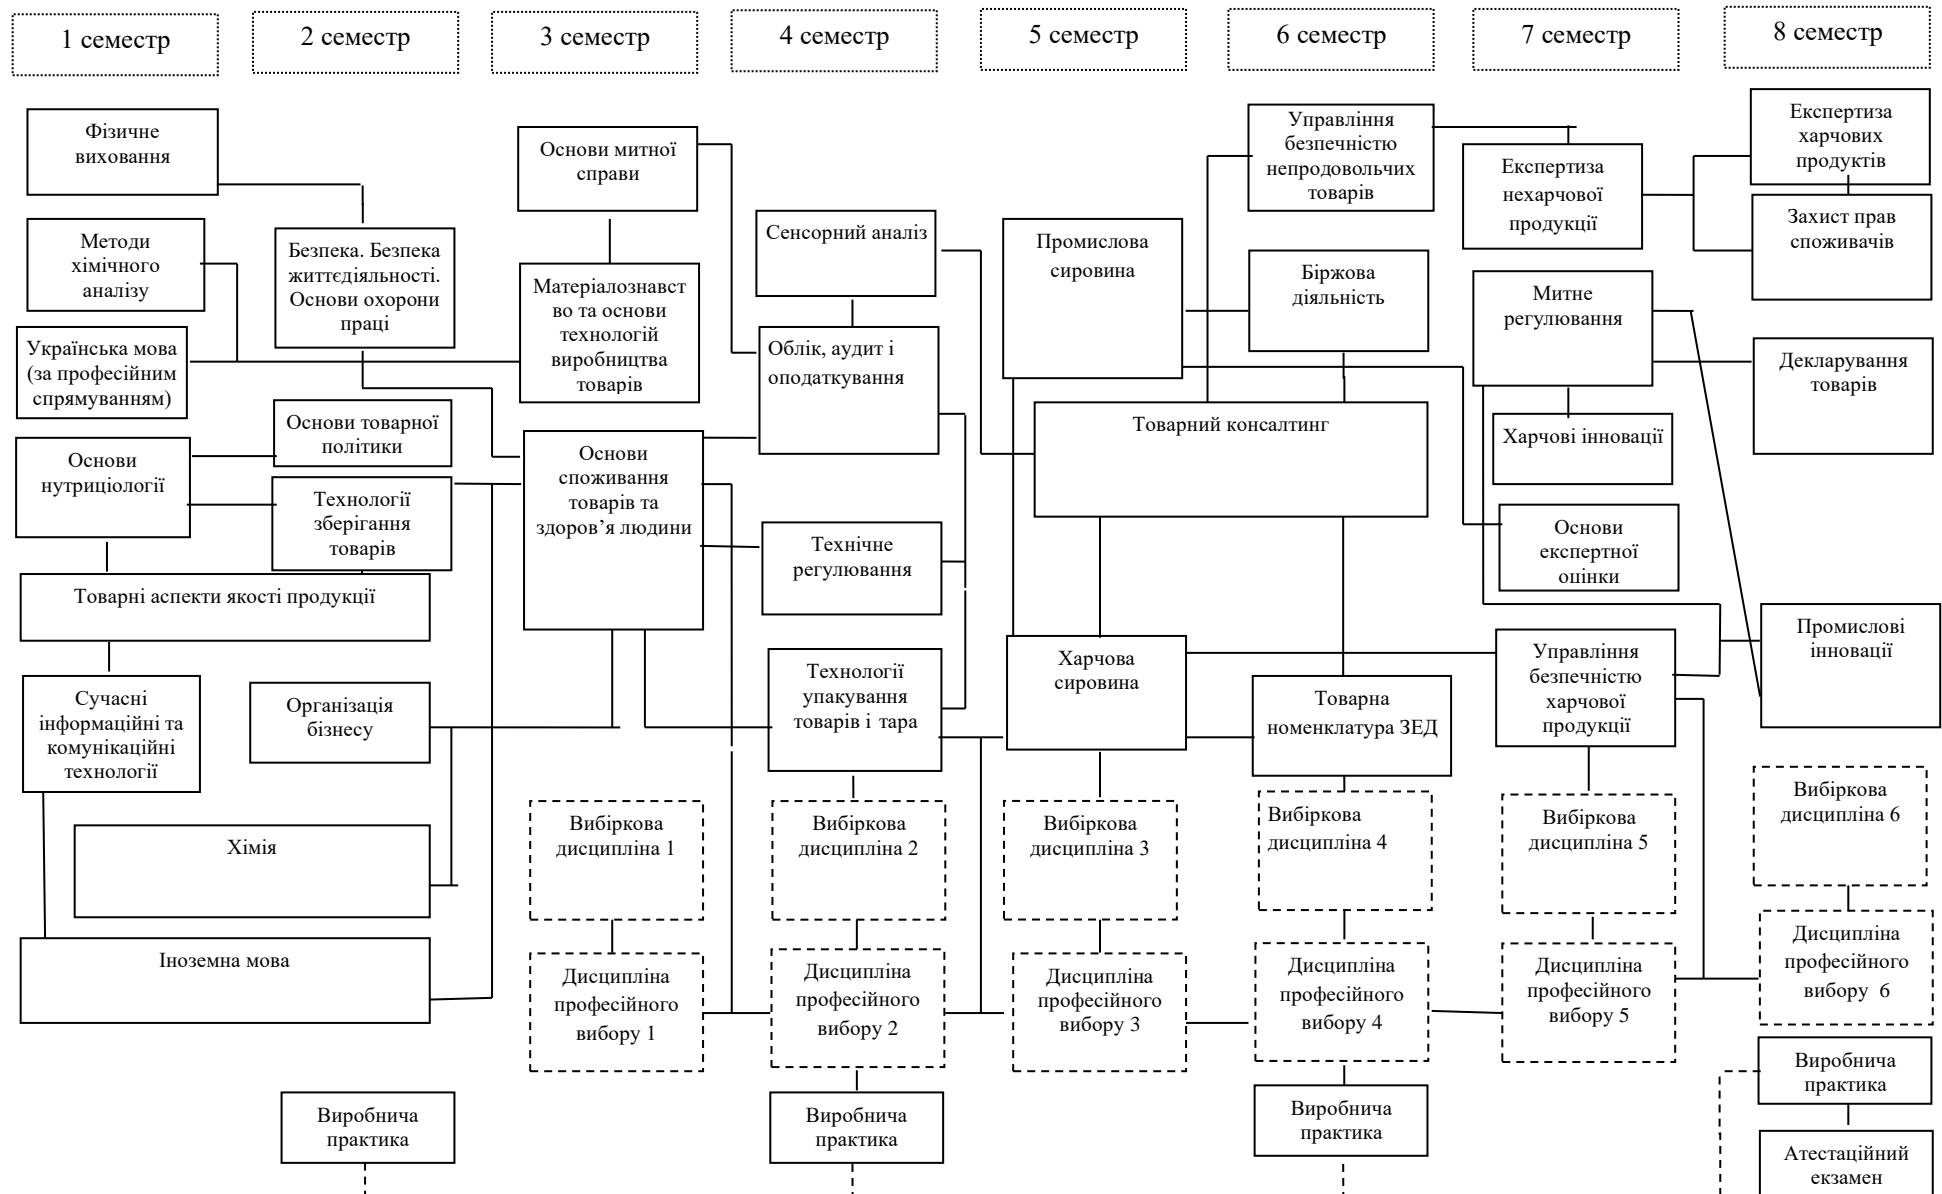 1 семестр
2 семестр
3 семестр
4 семестр
5 семестр
6 семестр
7 семестр
8 семестр
Фізичне
виховання
Методи
хімічного
аналізу
Українська мова
(за професійним
спрямуванням)
Основи
нутриціології
Товарні аспекти якості продукції
Сучасні
інформаційні та
комунікаційні
технології
Хімія
Іноземна мова
Безпека. Безпека
життєдіяльності.
Основи охорони
праці
Основи товарної
політики
Технології
зберігання
товарів
Організація
бізнесу
Виробнича
практика
Основи митної
справи
Матеріалознавст
во та основи
технологій
виробництва
товарів
Основи
споживання
товарів та
здоров’я людини
Вибіркова
дисципліна 1
Дисципліна
професійного
вибору 1
Сенсорний аналіз
Облік, аудит і
оподаткування
Технічне
регулювання
Технології
упакування
товарів і тара
Вибіркова
дисципліна 2
Дисципліна
професійного
вибору 2
Виробнича
практика
Промислова
сировина
Товарний консалтинг
Харчова
сировина
Вибіркова
дисципліна 3
Дисципліна
професійного
вибору 3
Управління
безпечністю
непродовольчих
товарів
Біржова
діяльність
Товарна
номенклатура ЗЕД
Вибіркова
дисципліна 4
Дисципліна
професійного
вибору 4
Виробнича
практика
Експертиза
нехарчової
продукції
Митне
регулювання
Харчові інновації
Основи
експертної
оцінки
Управління
безпечністю
харчової
продукції
Вибіркова
дисципліна 5
Дисципліна
професійного
вибору 5
Експертиза
харчових
продуктів
Захист прав
споживачів
Декларування
товарів
Промислові
інновації
Вибіркова
дисципліна 6
Дисципліна
професійного
вибору 6
Виробнича
практика
Атестаційний
екзамен